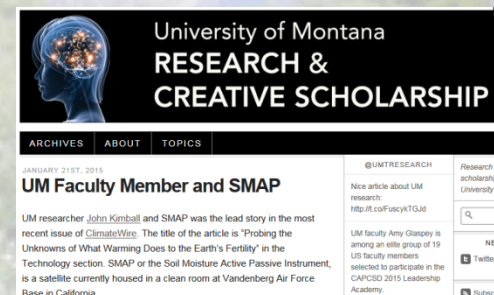 University of Montana
RESEARCH &
CREATIVE SCHOLARSHIP
ARCHIVES ABOUT TOPICS
JANUARY 21ST, 2015
UM Faculty Member and SMAP
UM researcher John Kimball and SMAP was the lead story in the most
recent issue of ClimateWire. The title of the article is "Probing the
Unknowns of What Warming Does to the Earth's Fertility" in the
Technology section. SMAP or the Soil Moisture Active Passive Instrument,
is a satellite currently housed in a clean room at Vandenberg Air Force
Base in California.
@UMTRESEARCH
Nice article about UM
research:
http://t.co/FuscykTGJd
UM faculty Amy Glaspey is
among an elite group of 19
US faculty members
selected to participate in the
CAPCSD 2015 Leadership
Academy.
Research
University